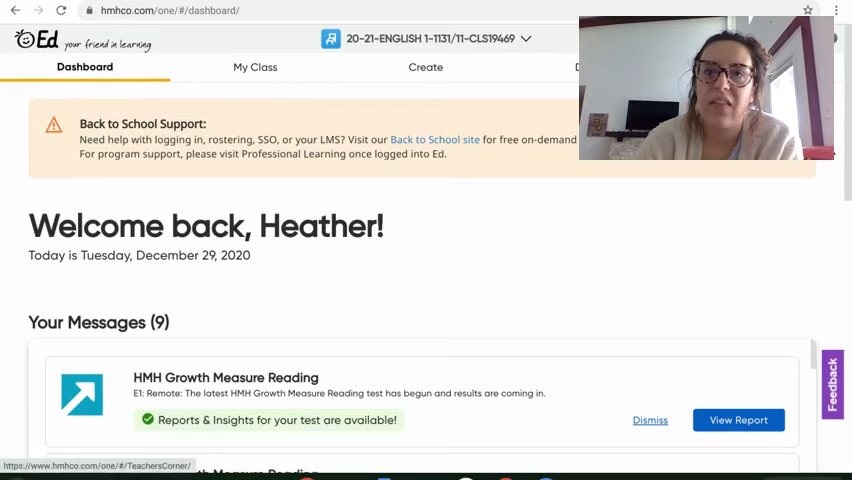 hmhco.com/one/#/dashboard/
Ed your friend in learning
20-21-ENGLISH 1-1131/11-CLS19469
Dashboard
My Class
Create
Back to School Support:
Need help with logging in, rostering, SSO, or your LMS? Visit our Back to School site for free on-demand
For program support, please visit Professional Learning once logged into Ed.
Welcome back, Heather!
Today is Tuesday, December 29, 2020
Your Messages (9)
HMH Growth Measure Reading
E1: Remote: The latest HMH Growth Measure Reading test has begun and results are coming in.
Reports & Insights for your test are available!
Dismiss
View Report
Feedback
https://www.hmhco.com/one/#/TeachersCorner/